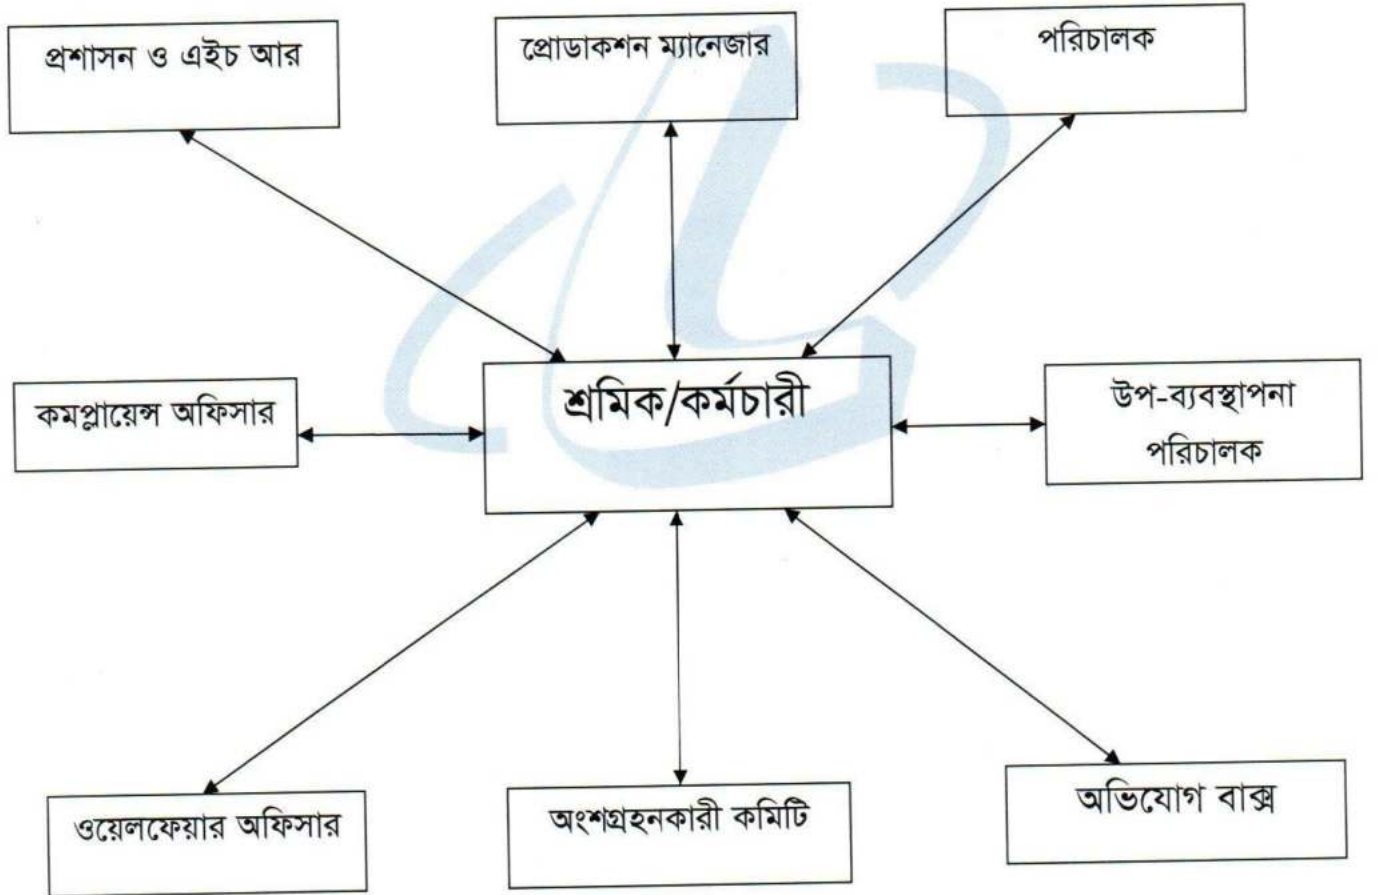 প্রশাসন ও এইচ আর
প্রোডাকশন ম্যানেজার
পরিচালক
কমপ্লায়েন্স অফিসার
শ্রমিক/কর্মচারী
উপ-ব্যবস্থাপনা
পরিচালক
ওয়েলফেয়ার অফিসার
অংশগ্রহনকারী কমিটি
অভিযোগ বাক্স